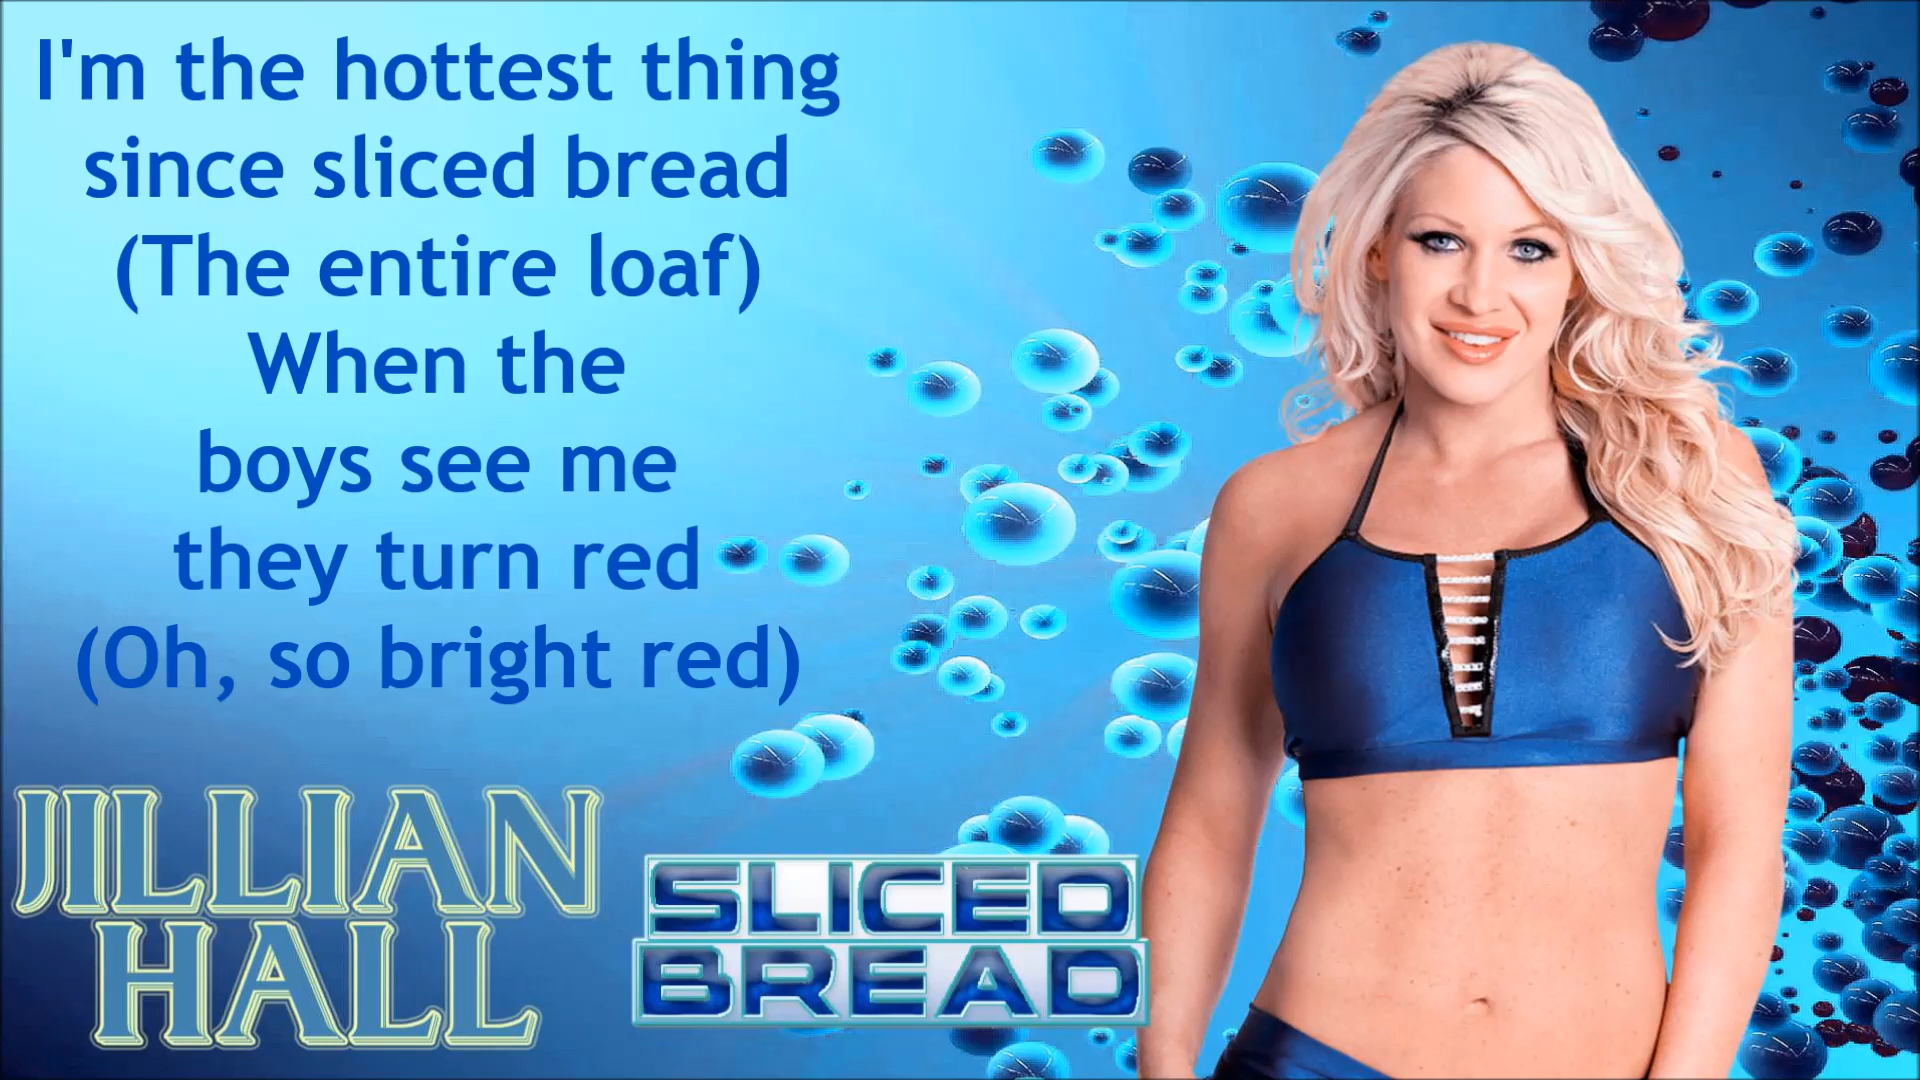 I'm the hottest thing
since sliced bread
(The entire loaf)
When the
boys see me
they turn red
(Oh, so bright red)
JILLIAN
HALL
SLICED
BREAD